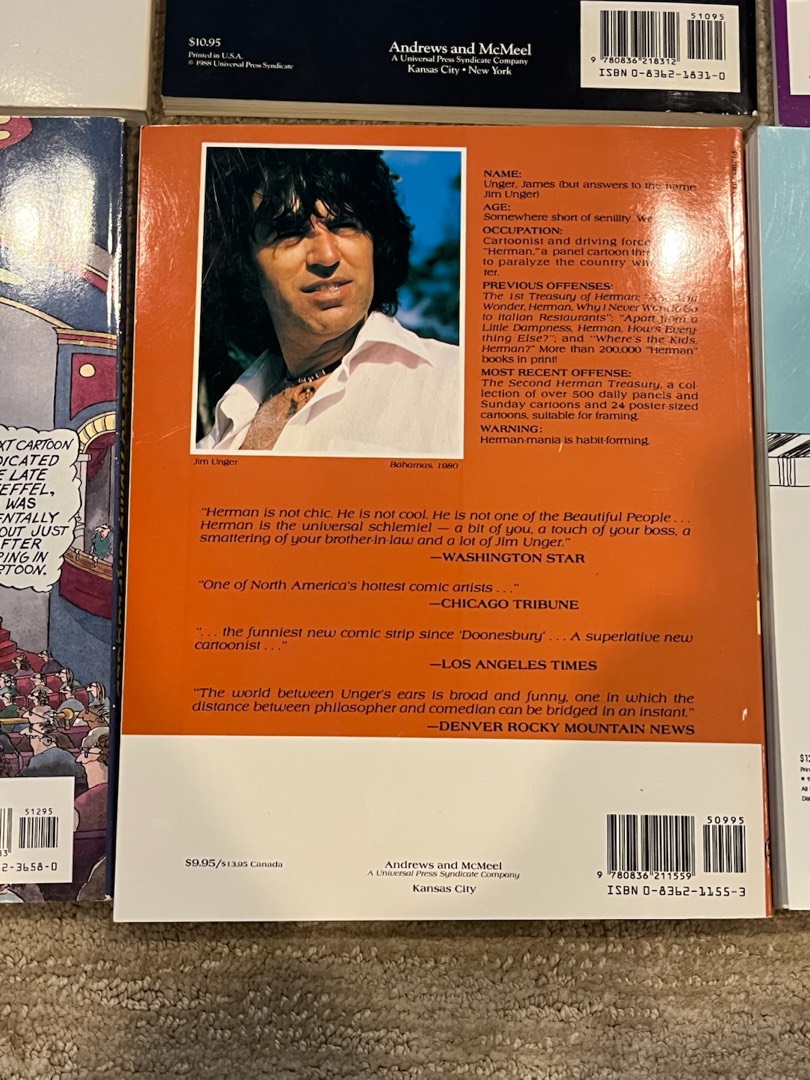 $10.95
Printed in U.S.A.
© 1988 Universal Press Syndicate
Andrews and McMeel
A Universal Press Syndicate Company
Kansas City • New York
51095
9 780836 218312
ISBN 0-8362-1831-0
NAME:
Unger, James (but answers to the name
Jim Unger)
AGE:
Somewhere short of senility. We
OCCUPATION:
Cartoonist and driving force
"Herman," a panel cartoon
to paralyze the country
ter.
PREVIOUS OFFENSES:
The 1st Treasury of Herman;
Wonder, Herman, Why I Never
to Italian Restaurants"; "Apart from a
Little Dampness, Herman, How's Every-
thing Else?"; and "Where's the Kids,
Herman?" More than 200,000 "Herman"
books in print!
MOST RECENT OFFENSE:
The Second Herman Treasury, a col-
lection of over 500 daily panels and
Sunday cartoons and 24 poster-sized
cartoons, suitable for framing.
WARNING:
Herman-mania is habit-forming.
Jim Unger
Bahamas, 1980
"Herman is not chic. He is not cool. He is not one of the Beautiful People . . .
Herman is the universal schlemiel — a bit of you, a touch of your boss, a
smattering of your brother-in-law and a lot of Jim Unger."
—WASHINGTON STAR
"One of North America's hottest comic artists . . ."
—CHICAGO TRIBUNE
". . . the funniest new comic strip since 'Doonesbury' . . . A superlative new
cartoonist . . ."
—LOS ANGELES TIMES
"The world between Unger's ears is broad and funny, one in which the
distance between philosopher and comedian can be bridged in an instant."
—DENVER ROCKY MOUNTAIN NEWS
$9.95/$13.95 Canada
Andrews and McMeel
A Universal Press Syndicate Company
Kansas City
50995
9 780836 211559
ISBN 0-8362-1155-3
XT CARTOON
DICATED
E LATE
EFFEL,
WAS
ENTALLY
OUT JUST
FTER
PING IN
RTOON.
51295
2-3658-0
$12
All